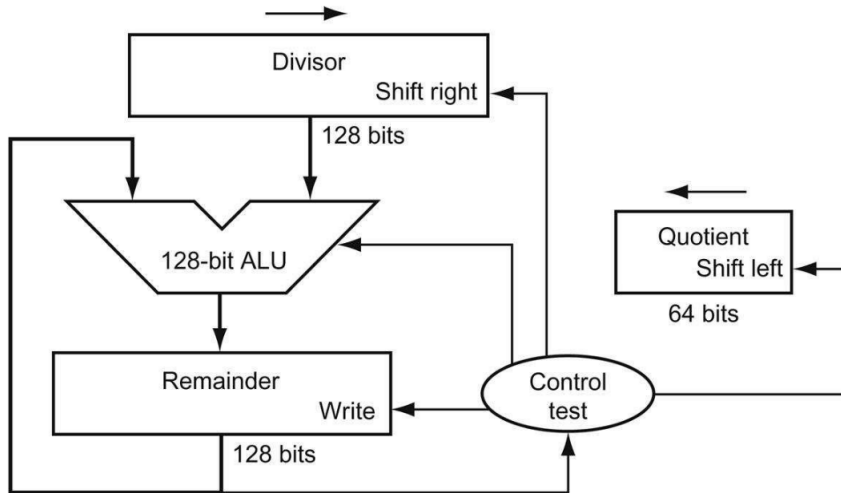 Divisor
Shift right
128 bits
128-bit ALU
Quotient
Shift left
64 bits
Remainder
Write
128 bits
Control
test